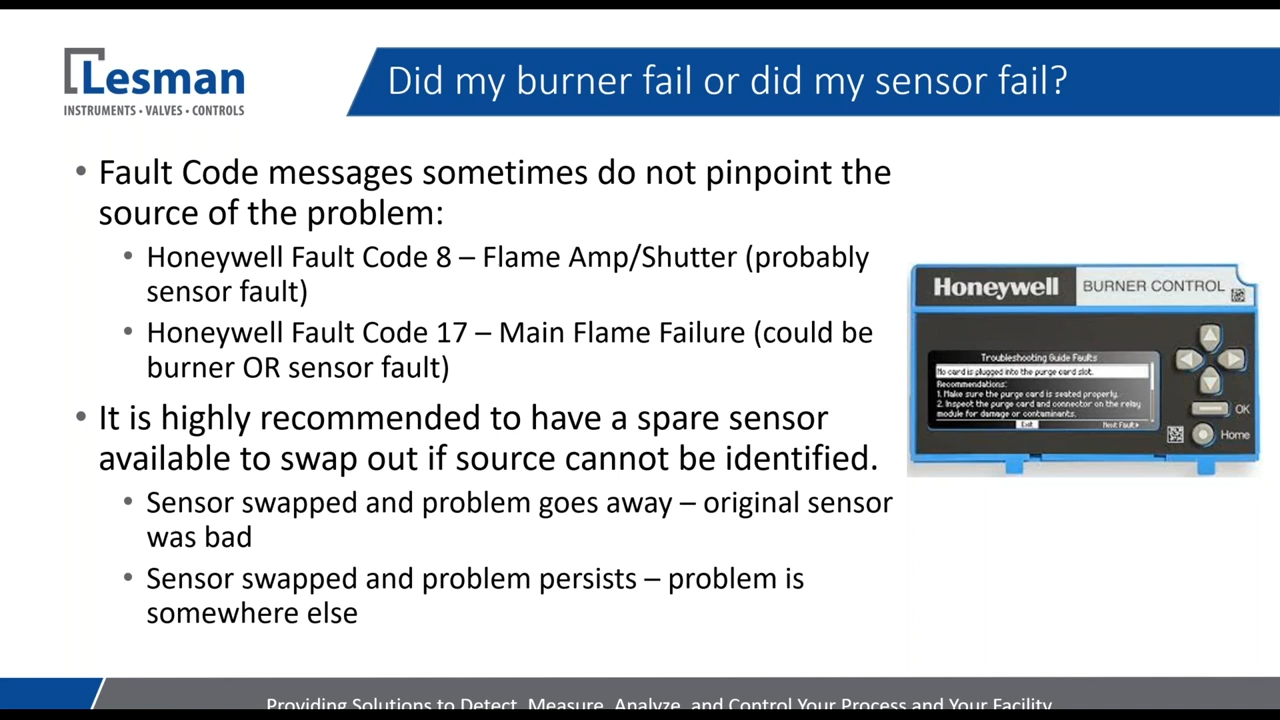 Lesman
INSTRUMENTS • VALVES • CONTROLS
Did my burner fail or did my sensor fail?
• Fault Code messages sometimes do not pinpoint the
source of the problem:
• Honeywell Fault Code 8 – Flame Amp/Shutter (probably
sensor fault)
• Honeywell Fault Code 17 – Main Flame Failure (could be
burner OR sensor fault)
• It is highly recommended to have a spare sensor
available to swap out if source cannot be identified.
• Sensor swapped and problem goes away – original sensor
was bad
• Sensor swapped and problem persists – problem is
somewhere else
Honeywell
BURNER CONTROL
Troubleshooting Guide Faults
No card is plugged into the purge card slot.
Recommendations:
1. Make sure the purge card is seated properly.
2. Inspect the purge card and connector on the relay
module for damage or contaminants.
Exit
Next Fault
OK
Home
Providing Solutions to Detect, Measure, Analyze, and Control Your Process and Your Facility